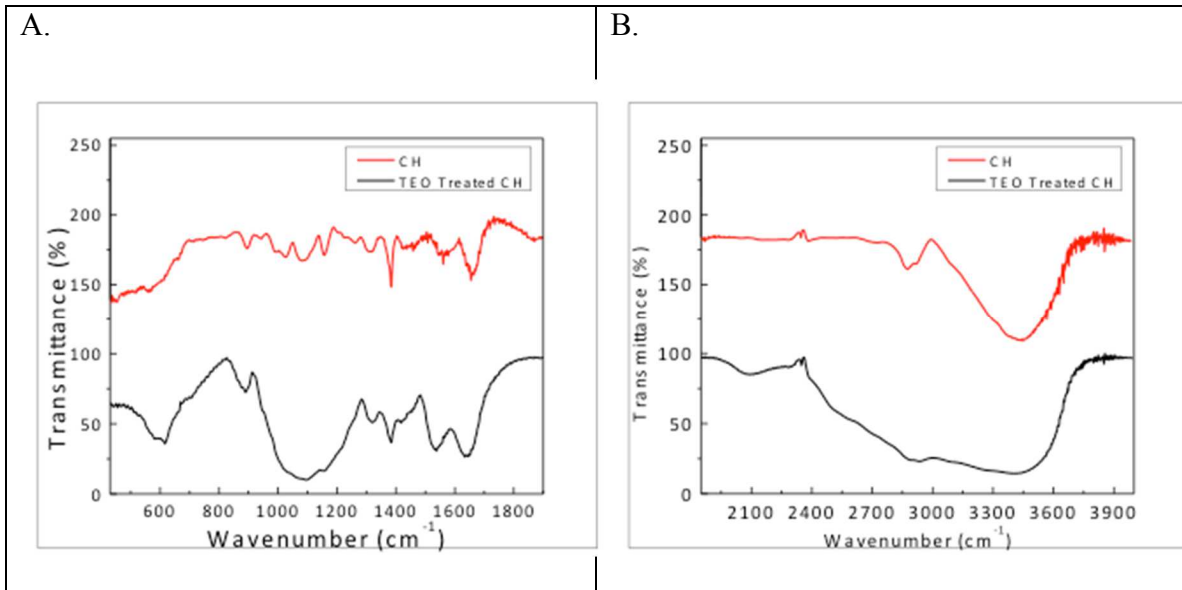 A.
B.
250
200
150
100
50
0
Transmittance (%)
CH
TEO Treated CH
600 800 1000 1200 1400 1600 1800
Wavenumber (cm-1)
250
200
150
100
50
0
Transmittance (%)
CH
TEO Treated CH
2100 2400 2700 3000 3300 3600 3900
Wavenumber (cm-1)